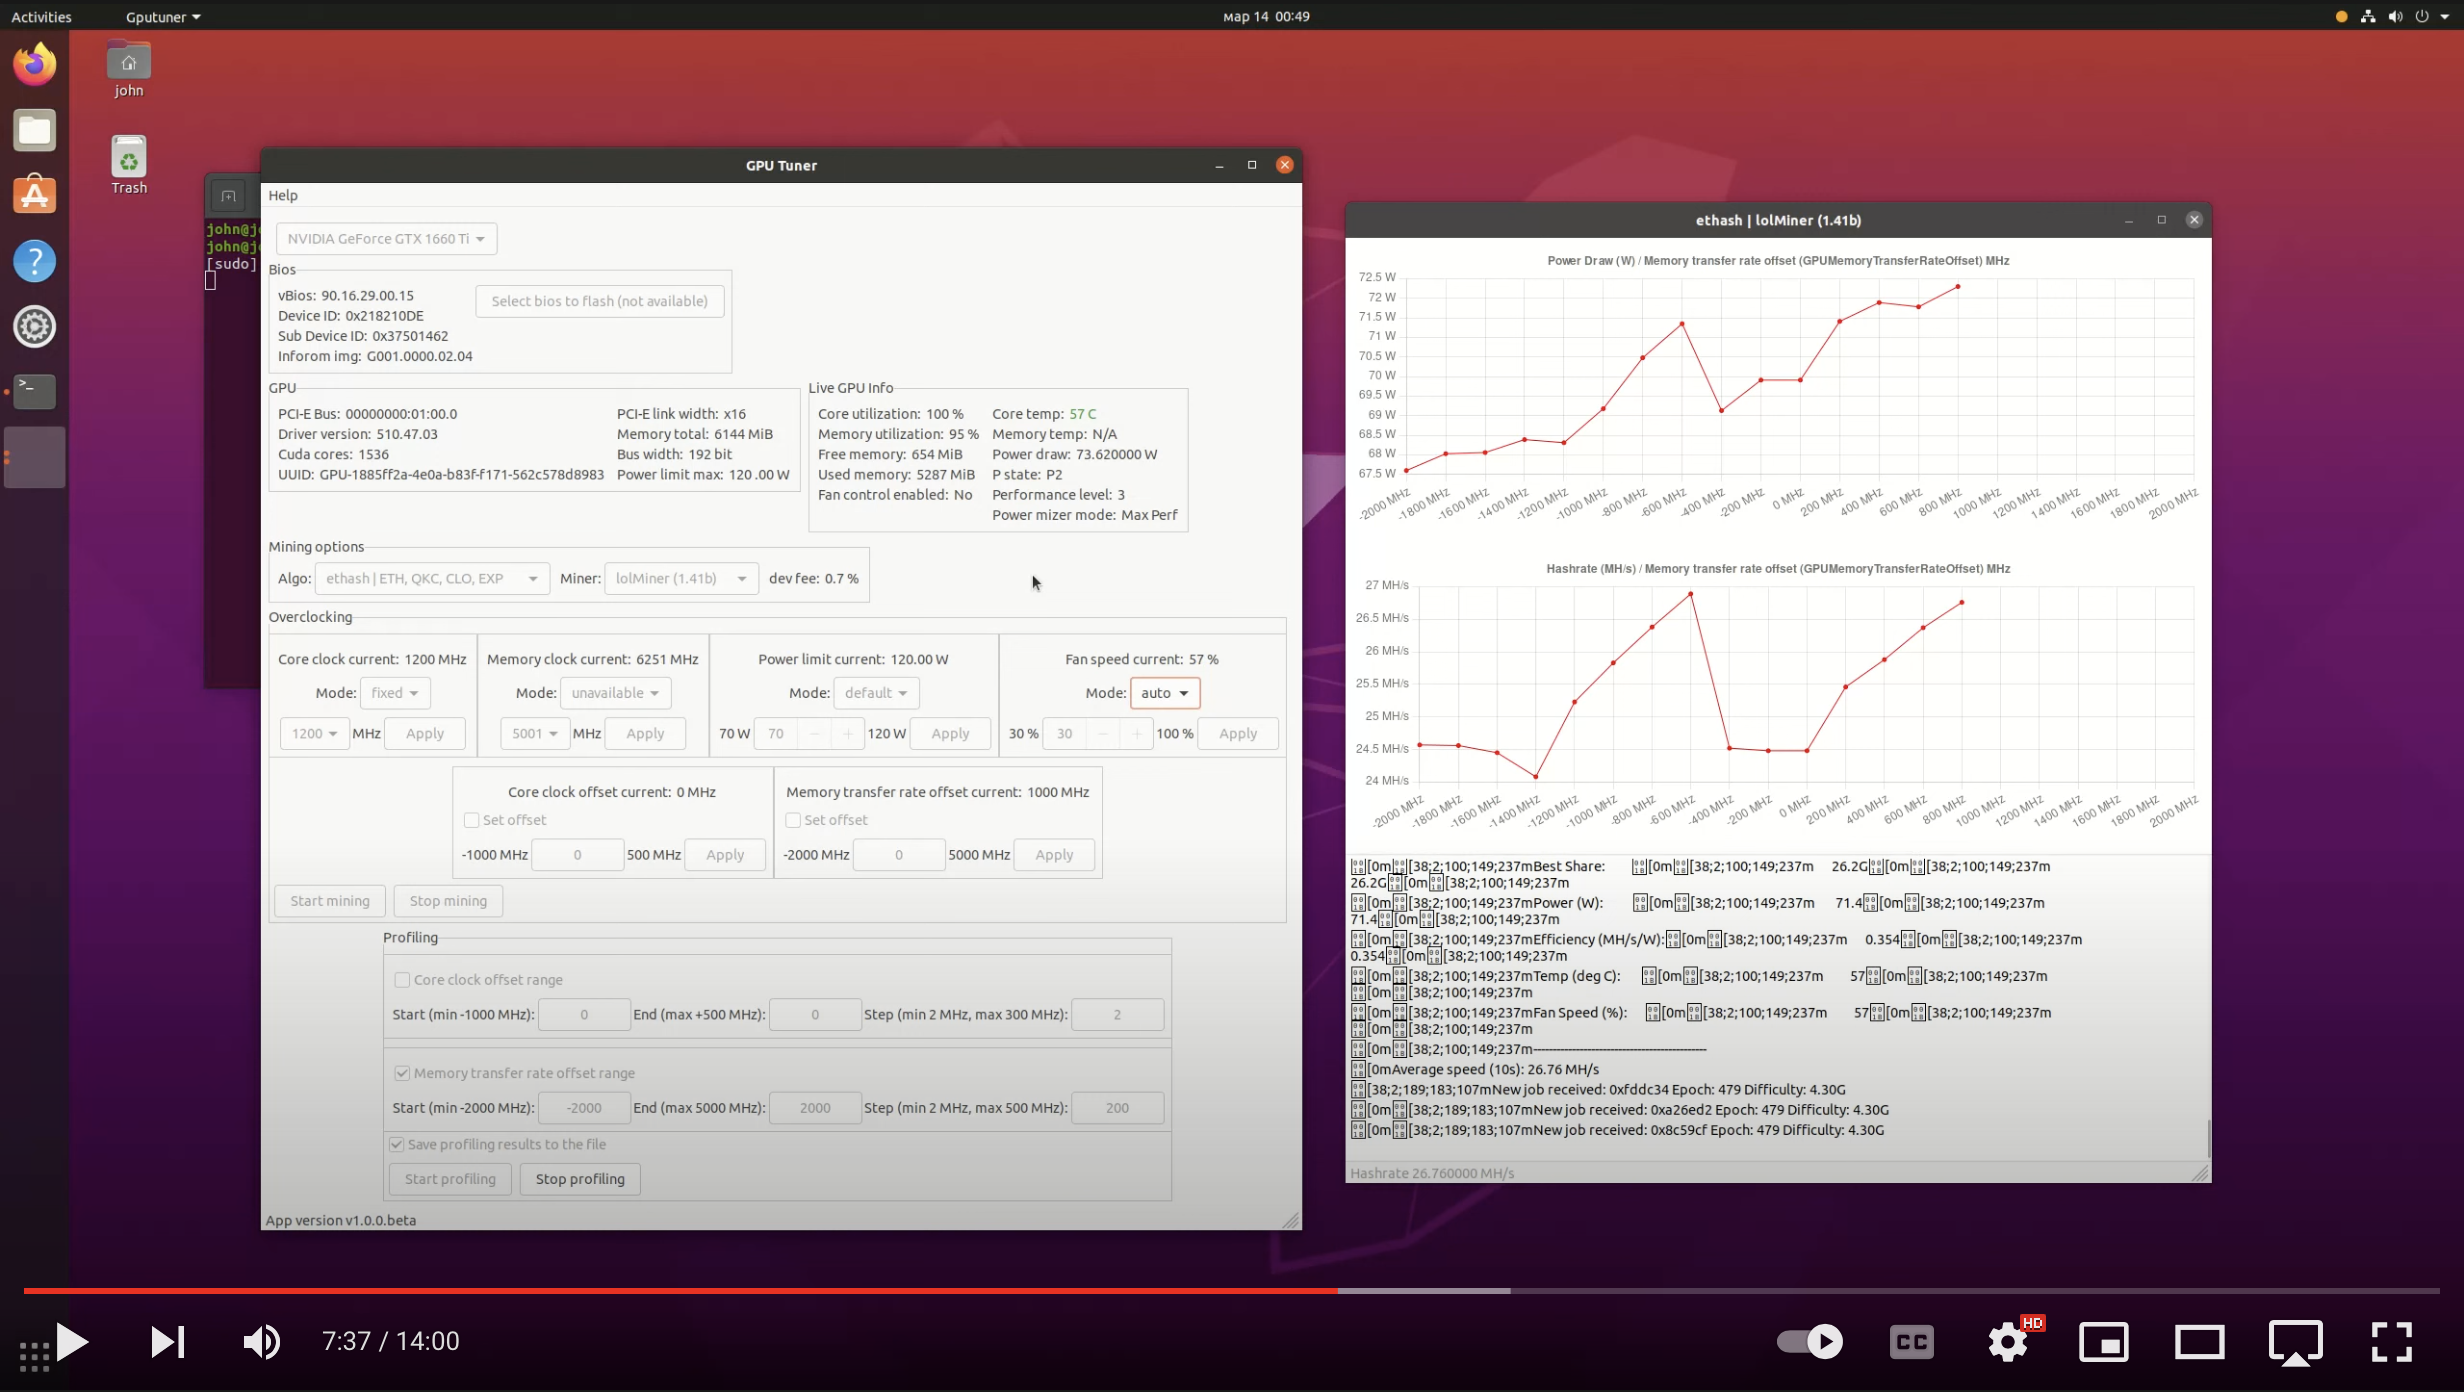 Activities
Gputuner
мар 14 00:49
john
Trash
john@j
john@j
[sudo]
GPU Tuner
Help
NVIDIA GeForce GTX 1660 Ti
Bios
vBios: 90.16.29.00.15
Select bios to flash (not available)
Device ID: 0x218210DE
Sub Device ID: 0x37501462
Inforom img: G001.0000.02.04
GPU
PCI-E Bus: 00000000:01:00.0
PCI-E link width: x16
Driver version: 510.47.03
Memory total: 6144 MiB
Cuda cores: 1536
Bus width: 192 bit
UUID: GPU-1885ff2a-4e0a-b83f-f171-562c578d8983
Power limit max: 120 .00 W
Live GPU Info
Core utilization: 100 %
Core temp: 57 C
Memory utilization: 95 %
Memory temp: N/A
Free memory: 654 MiB
Power draw: 73.620000 W
Used memory: 5287 MiB
P state: P2
Fan control enabled: No
Performance level: 3
Power mizer mode: Max Perf
Mining options
Algo: ethash | ETH, QKC, CLO, EXP
Miner: lolMiner (1.41b)
dev fee: 0.7 %
Overclocking
Core clock current: 1200 MHz
Mode: fixed
1200 MHz Apply
Memory clock current: 6251 MHz
Mode: unavailable
5001 MHz Apply
Power limit current: 120.00 W
Mode: default
70 W 70 − + 120 W Apply
Fan speed current: 57 %
Mode: auto
30 % 30 − + 100 % Apply
Core clock offset current: 0 MHz
Set offset
-1000 MHz 0 500 MHz Apply
Memory transfer rate offset current: 1000 MHz
Set offset
-2000 MHz 0 5000 MHz Apply
Start mining
Stop mining
Profiling
Core clock offset range
Start (min -1000 MHz): 0 End (max +500 MHz): 0 Step (min 2 MHz, max 300 MHz): 2
Memory transfer rate offset range
Start (min -2000 MHz): -2000 End (max 5000 MHz): 2000 Step (min 2 MHz, max 500 MHz): 200
Save profiling results to the file
Start profiling
Stop profiling
App version v1.0.0.beta
ethash | lolMiner (1.41b)
Power Draw (W) / Memory transfer rate offset (GPUMemoryTransferRateOffset) MHz
72.5 W
72 W
71.5 W
71 W
70.5 W
70 W
69.5 W
69 W
68.5 W
68 W
67.5 W
-2000 MHz -1800 MHz -1600 MHz -1400 MHz -1200 MHz -1000 MHz -800 MHz -600 MHz -400 MHz -200 MHz 0 MHz 200 MHz 400 MHz 600 MHz 800 MHz 1000 MHz 1200 MHz 1400 MHz 1600 MHz 1800 MHz 2000 MHz
Hashrate (MH/s) / Memory transfer rate offset (GPUMemoryTransferRateOffset) MHz
27 MH/s
26.5 MH/s
26 MH/s
25.5 MH/s
25 MH/s
24.5 MH/s
24 MH/s
-2000 MHz -1800 MHz -1600 MHz -1400 MHz -1200 MHz -1000 MHz -800 MHz -600 MHz -400 MHz -200 MHz 0 MHz 200 MHz 400 MHz 600 MHz 800 MHz 1000 MHz 1200 MHz 1400 MHz 1600 MHz 1800 MHz 2000 MHz
[0m[38;2;100;149;237mBest Share: [0m[38;2;100;149;237m 26.2G[0m[38;2;100;149;237m
26.2G[0m[38;2;100;149;237m
[0m[38;2;100;149;237mPower (W): [0m[38;2;100;149;237m 71.4[0m[38;2;100;149;237m
71.4[0m[38;2;100;149;237m
[0m[38;2;100;149;237mEfficiency (MH/s/W):[0m[38;2;100;149;237m 0.354[0m[38;2;100;149;237m
0.354[0m[38;2;100;149;237m
[0m[38;2;100;149;237mTemp (deg C): [0m[38;2;100;149;237m 57[0m[38;2;100;149;237m
[0m[38;2;100;149;237m
[0m[38;2;100;149;237mFan Speed (%): [0m[38;2;100;149;237m 57[0m[38;2;100;149;237m
[0m[38;2;100;149;237m
[0m[38;2;100;149;237m--------------------------------------------
[0mAverage speed (10s): 26.76 MH/s
[38;2;189;183;107mNew job received: 0xfddc34 Epoch: 479 Difficulty: 4.30G
[0m[38;2;189;183;107mNew job received: 0xa26ed2 Epoch: 479 Difficulty: 4.30G
[0m[38;2;189;183;107mNew job received: 0x8c59cf Epoch: 479 Difficulty: 4.30G
Hashrate 26.760000 MH/s
7:37 / 14:00
CC
HD